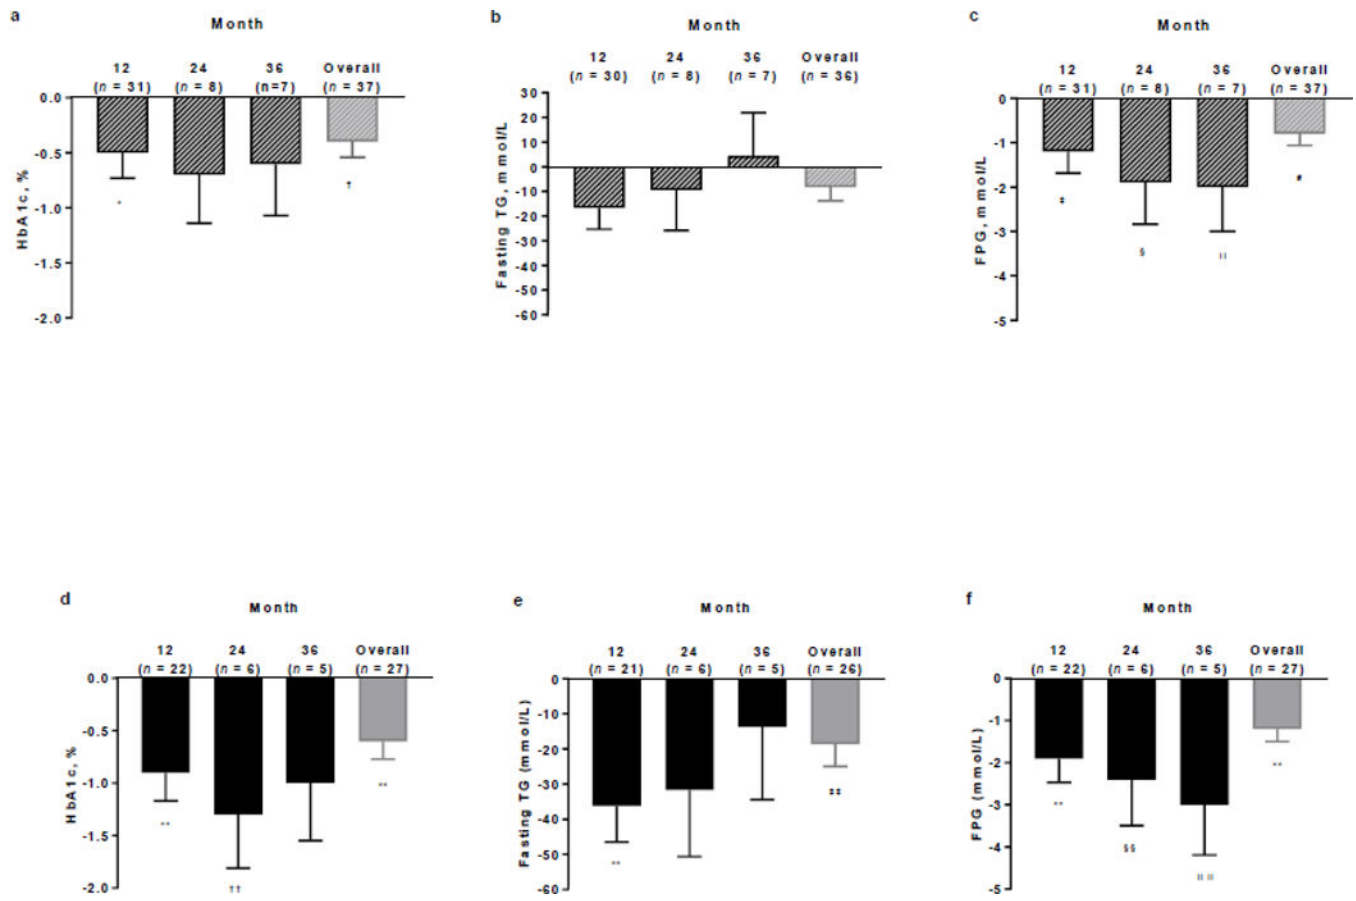 a
Month
12 24 36 Overall
(n = 31) (n = 8) (n=7) (n = 37)
0.0
-0.5
-1.0
-1.5
-2.0
HbA1c, %
*
†
b
Month
12 24 36 Overall
(n = 30) (n = 8) (n = 7) (n = 36)
30
20
10
0
-10
-20
-30
-40
-50
-60
Fasting TG, mmol/L
c
Month
12 24 36 Overall
(n = 31) (n = 8) (n = 7) (n = 37)
0
-1
-2
-3
-4
-5
FPG, mmol/L
‡
§
||
#
d
Month
12 24 36 Overall
(n = 22) (n = 6) (n = 5) (n = 27)
0.0
-0.5
-1.0
-1.5
-2.0
HbA1c, %
**
††
**
e
Month
12 24 36 Overall
(n = 21) (n = 6) (n = 5) (n = 26)
0
-10
-20
-30
-40
-50
-60
Fasting TG (mmol/L)
**
‡‡
f
Month
12 24 36 Overall
(n = 22) (n = 6) (n = 5) (n = 27)
0
-1
-2
-3
-4
-5
FPG (mmol/L)
**
§§
|| ||
**